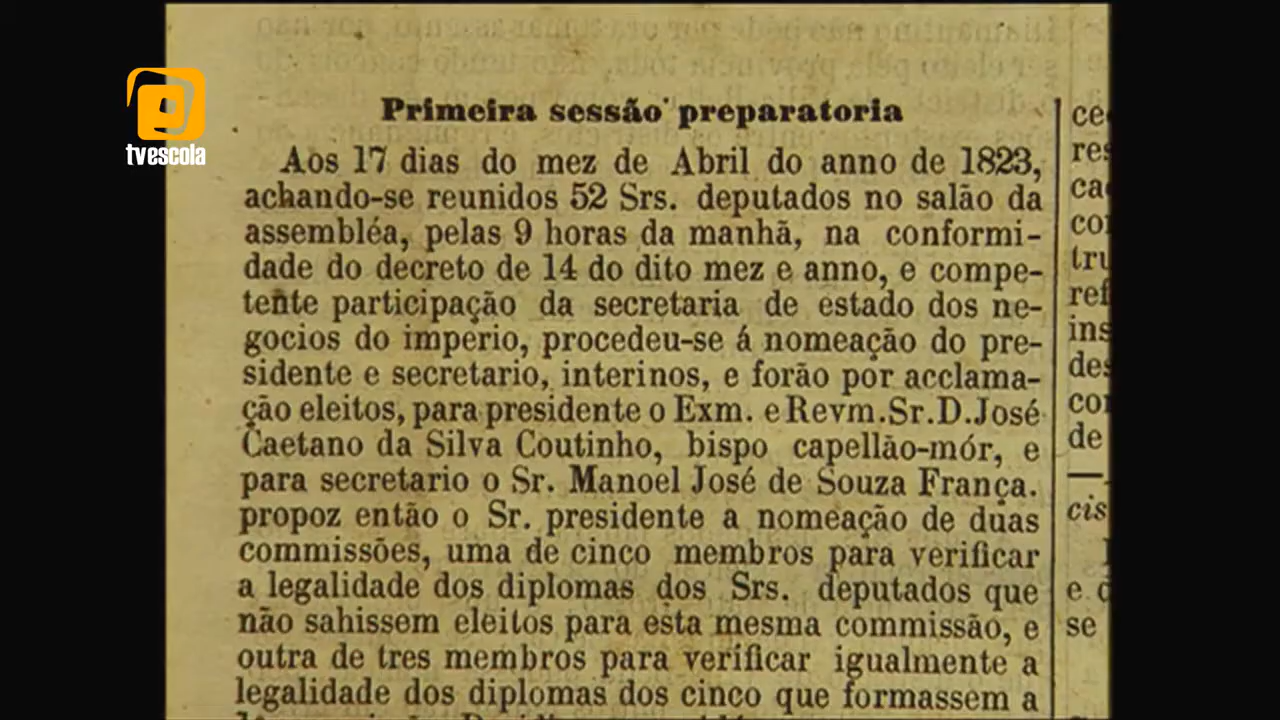 tvescola
Primeira sessão preparatoria
Aos 17 dias do mez de Abril do anno de 1823,
achando-se reunidos 52 Srs. deputados no salão da
assembléa, pelas 9 horas da manhã, na conformi-
dade do decreto de 14 do dito mez e anno, e compe-
tente participação da secretaria de estado dos ne-
gocios do imperio, procedeu-se á nomeação do pre-
sidente e secretario, interinos, e forão por acclama-
ção eleitos, para presidente o Exm. e Revm. Sr. D. José
Caetano da Silva Coutinho, bispo capellão-mór, e
para secretario o Sr. Manoel José de Souza França.
propoz então o Sr. presidente a nomeação de duas
commissões, uma de cinco membros para verificar
a legalidade dos diplomas dos Srs. deputados que
não sahissem eleitos para esta mesma commissão, e
outra de tres membros para verificar igualmente a
legalidade dos diplomas dos cinco que formassem a
de
cis
se